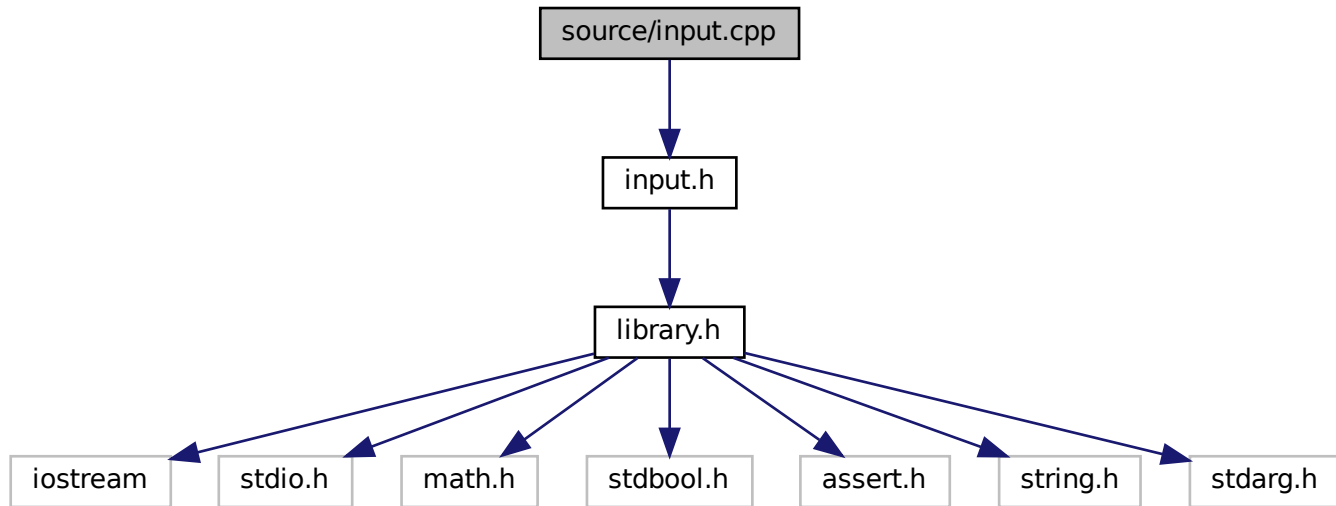 source/input.cpp
input.h
library.h
iostream
stdio.h
math.h
stdbool.h
assert.h
string.h
stdarg.h